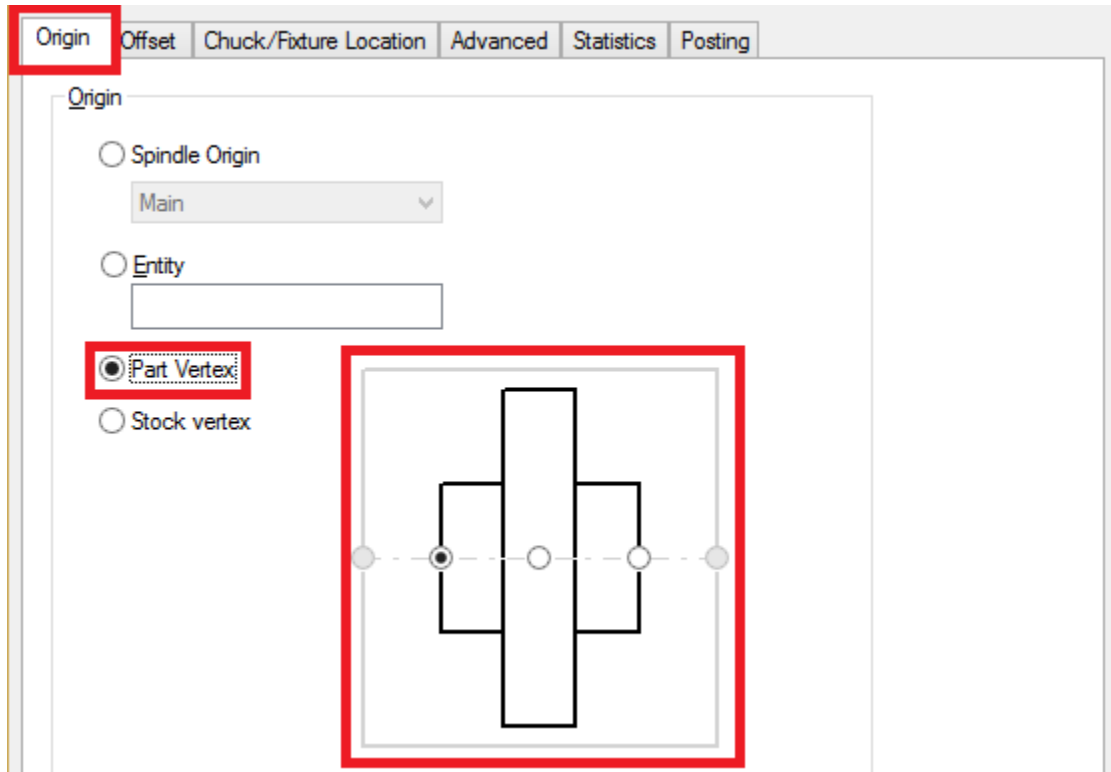 Origin Offset Chuck/Fixture Location Advanced Statistics Posting
Origin
Spindle Origin
Main
Entity
Part Vertex
Stock vertex